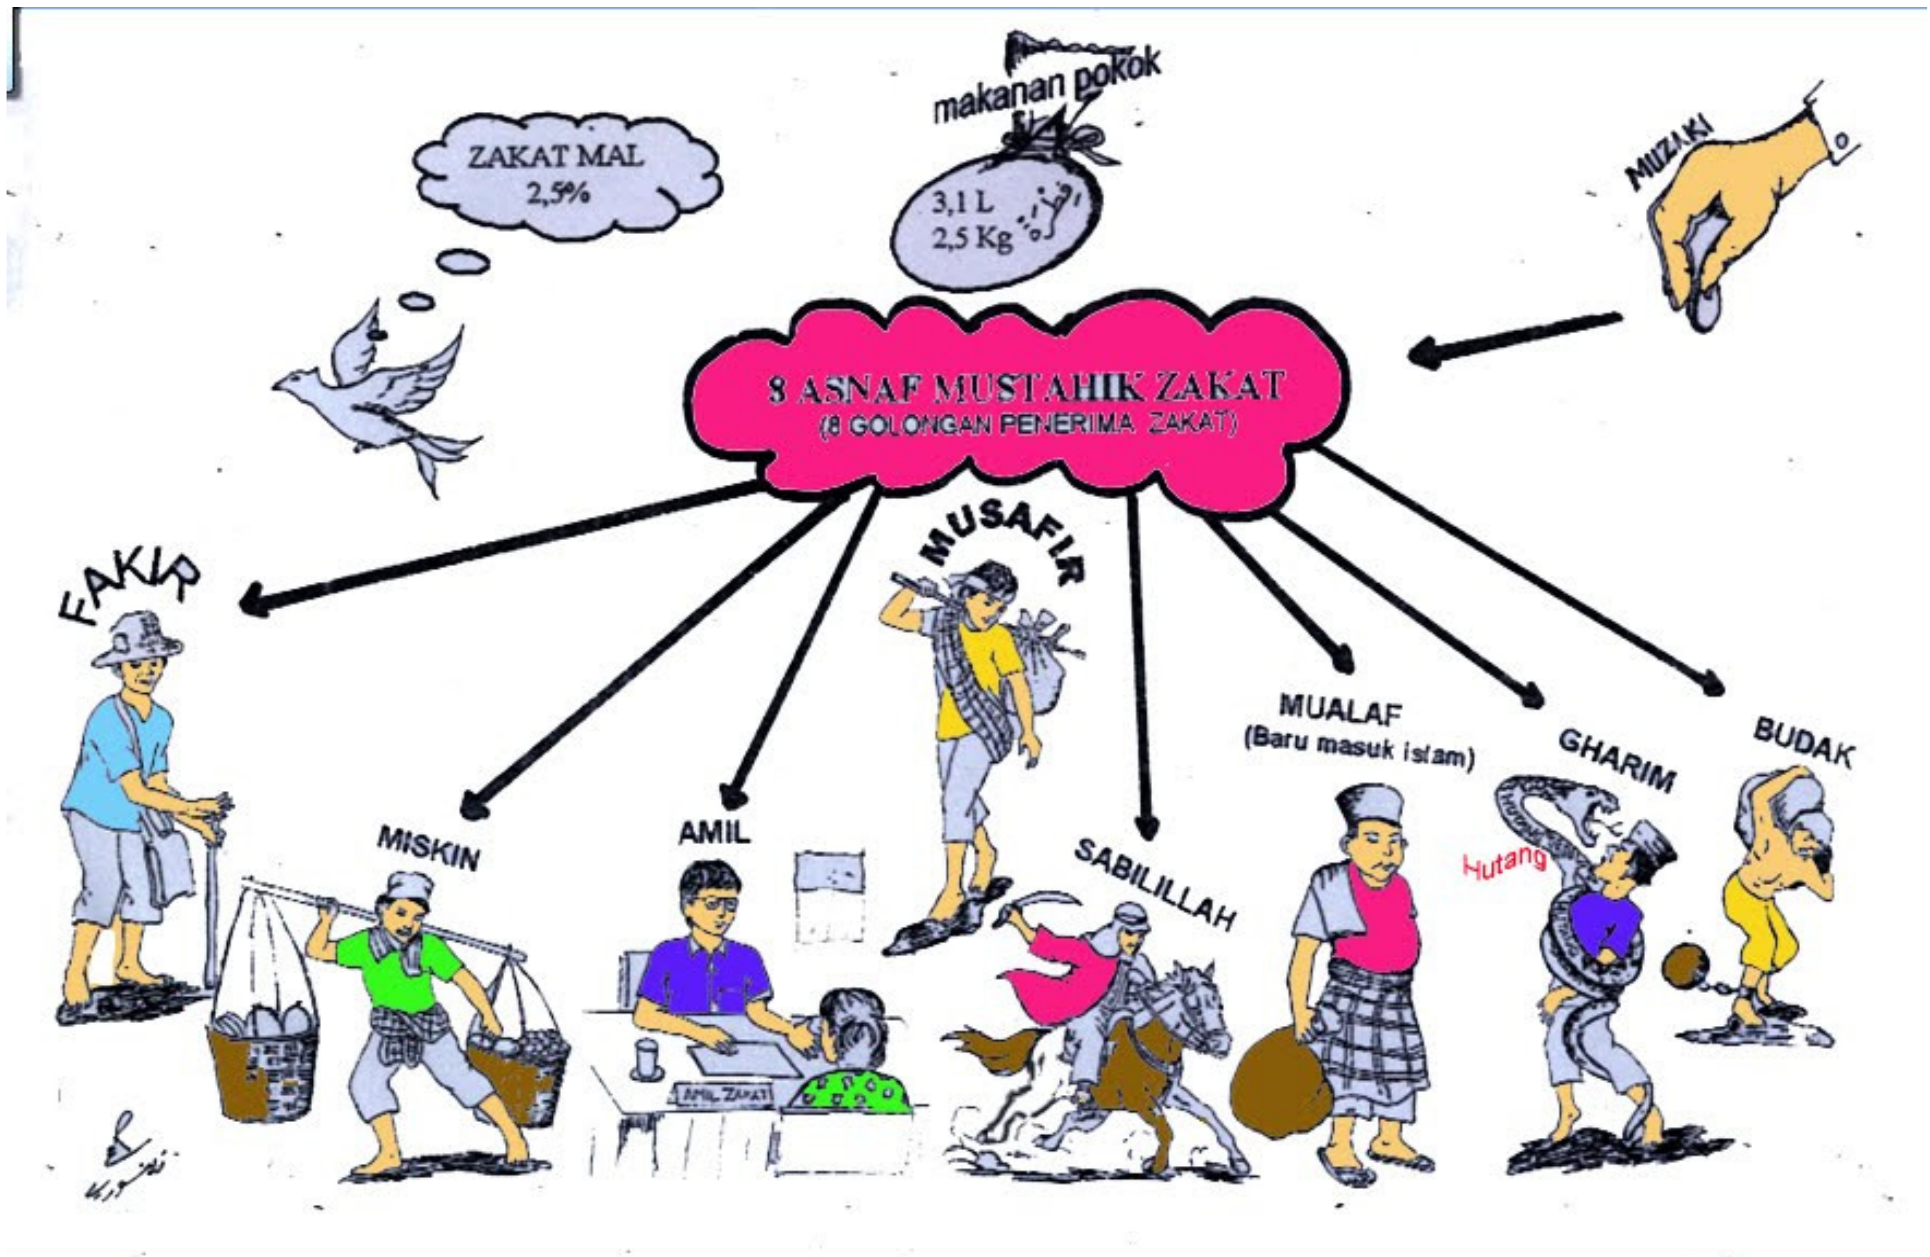 makanan pokok
ZAKAT MAL
2,5%
3,1 L
2,5 Kg
MUZAKI
8 ASNAF MUSTAHIK ZAKAT
(8 GOLONGAN PENERIMA ZAKAT)
MUSAFIR
FAKIR
MUALAF
(Baru masuk islam)
GHARIM
BUDAK
MISKIN
AMIL
SABILILLAH
Hutang
AMIL ZAKAT